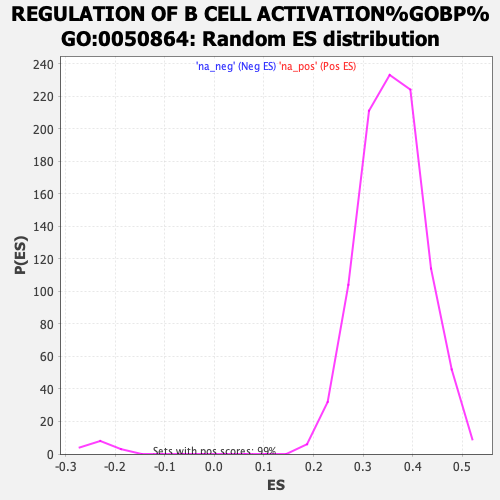 REGULATION OF B CELL ACTIVATION%GOBP%
GO:0050864: Random ES distribution
'na_neg' (Neg ES) 'na_pos' (Pos ES)
240
220
200
180
160
140
120
100
80
60
40
20
0
P(ES)
Sets with pos scores: 99%
-0.3 -0.2 -0.1 0.0 0.1 0.2 0.3 0.4 0.5
ES